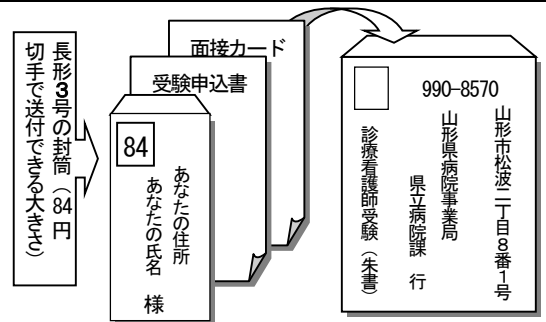 長形3号の封筒（84円
切手で送付できる大きさ）
面接カード
受験申込書
84
あなたの住所
あなたの氏名
様
990-8570
山形市松波二丁目8番1号
山形県病院事業局
県立病院課 行
診療看護師受験（朱書）